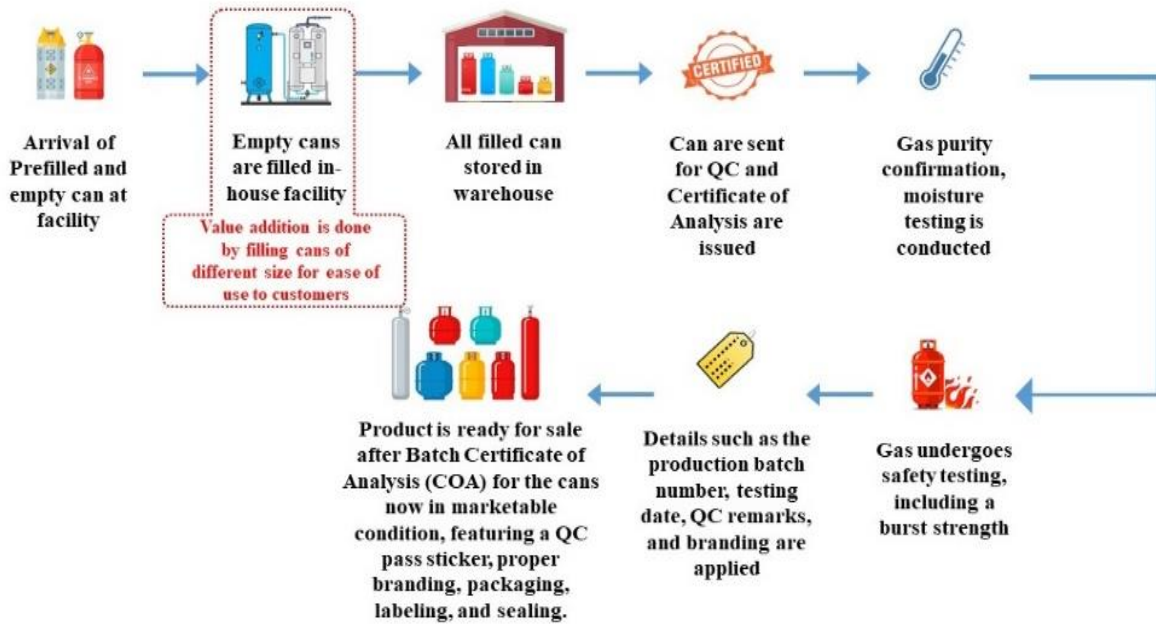 CERTIFIED
Arrival of
Prefilled and
empty can at
facility
Empty cans
are filled in-
house facility
Value addition is done
by filling cans of
different size for ease of
use to customers
All filled can
stored in
warehouse
Can are sent
for QC and
Certificate of
Analysis are
issued
Gas purity
confirmation,
moisture
testing is
conducted
Gas undergoes
safety testing,
including a
burst strength
Details such as the
production batch
number, testing
date, QC remarks,
and branding are
applied
Product is ready for sale
after Batch Certificate of
Analysis (COA) for the cans
now in marketable
condition, featuring a QC
pass sticker, proper
branding, packaging,
labeling, and sealing.